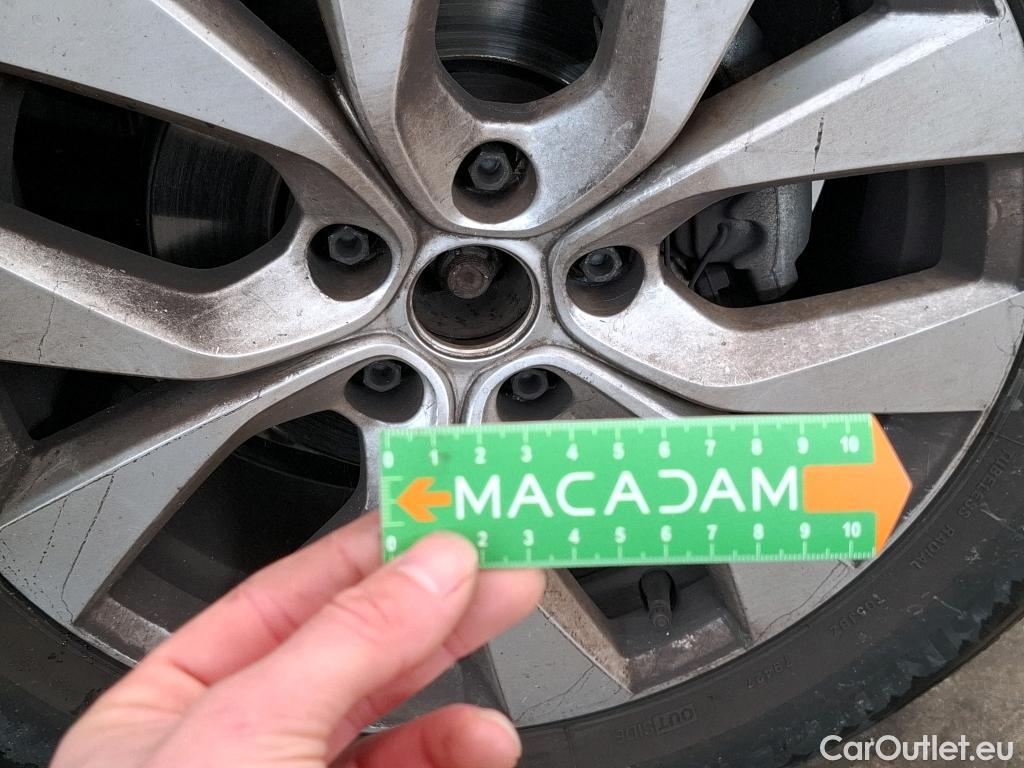 0 1 2 3 4 5 6 7 8 9 10
MACADAM
0 2 3 4 5 6 7 8 9 10
TUBELESS RADIAL
OUTSIDE
CarOutlet.eu